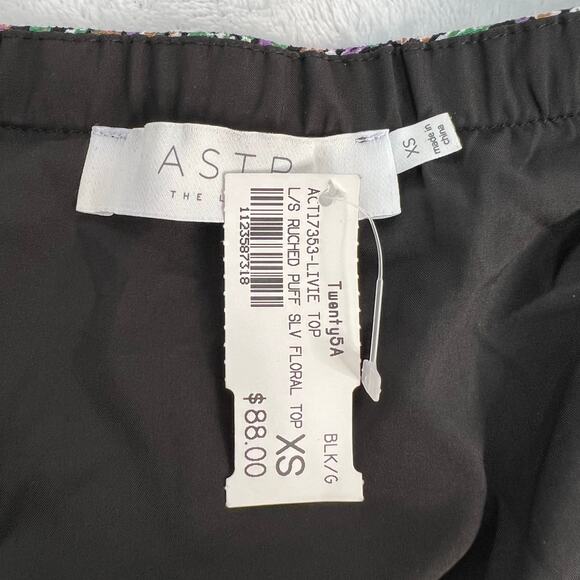 ASTR
THE L
XS
made in
china
Twenty5A
ACT17353-LIVIE TOP
L/S RUCHED PUFF SLV FLORAL TOP
1123587318
BLK/G
XS
$88.00